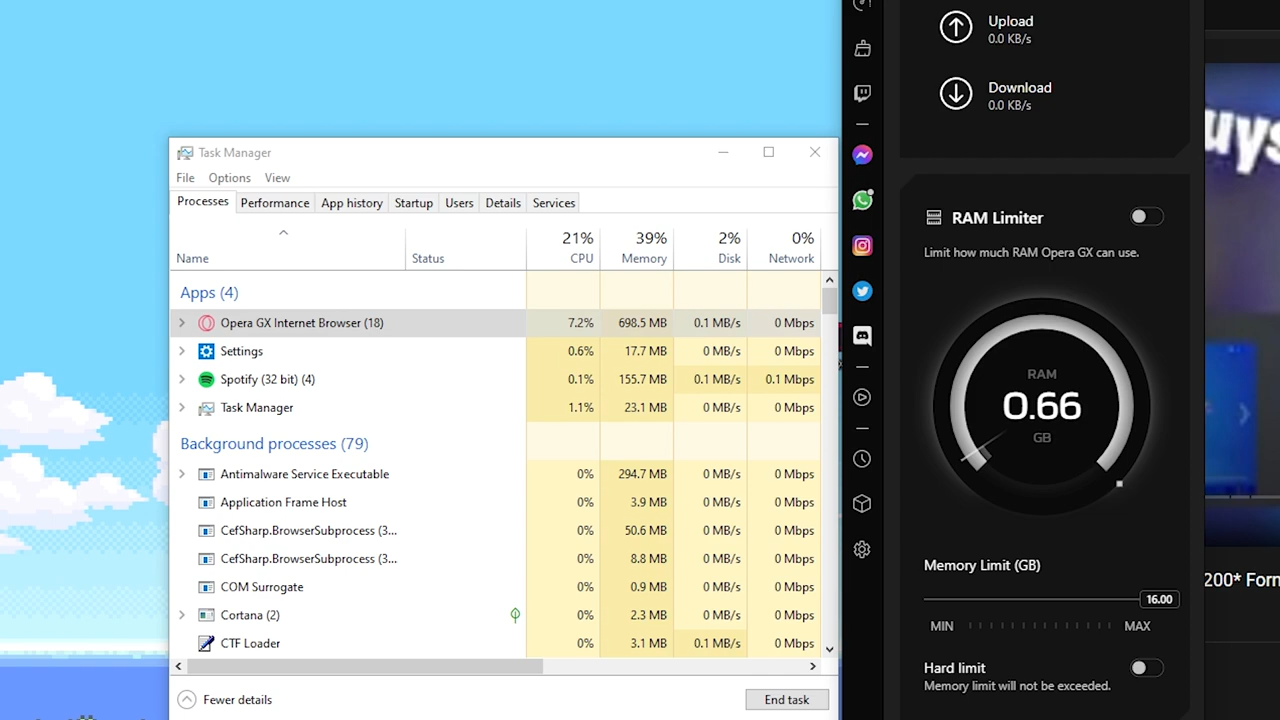 Task Manager
File Options View
Processes Performance App history Startup Users Details Services
21% 39% 2% 0%
Name Status CPU Memory Disk Network
Apps (4)
Opera GX Internet Browser (18) 7.2% 698.5 MB 0.1 MB/s 0 Mbps
Settings 0.6% 17.7 MB 0 MB/s 0 Mbps
Spotify (32 bit) (4) 0.1% 155.7 MB 0.1 MB/s 0.1 Mbps
Task Manager 1.1% 23.1 MB 0 MB/s 0 Mbps
Background processes (79)
Antimalware Service Executable 0% 294.7 MB 0 MB/s 0 Mbps
Application Frame Host 0% 3.9 MB 0 MB/s 0 Mbps
CefSharp.BrowserSubprocess (3... 0% 50.6 MB 0 MB/s 0 Mbps
CefSharp.BrowserSubprocess (3... 0% 8.8 MB 0 MB/s 0 Mbps
COM Surrogate 0% 0.9 MB 0 MB/s 0 Mbps
Cortana (2) 0% 2.3 MB 0 MB/s 0 Mbps
CTF Loader 0% 3.1 MB 0.1 MB/s 0 Mbps
Fewer details End task
Upload
0.0 KB/s
Download
0.0 KB/s
RAM Limiter
Limit how much RAM Opera GX can use.
RAM
0.66
GB
Memory Limit (GB)
16.00
MIN MAX
Hard limit
Memory limit will not be exceeded.
uys
200* Forn